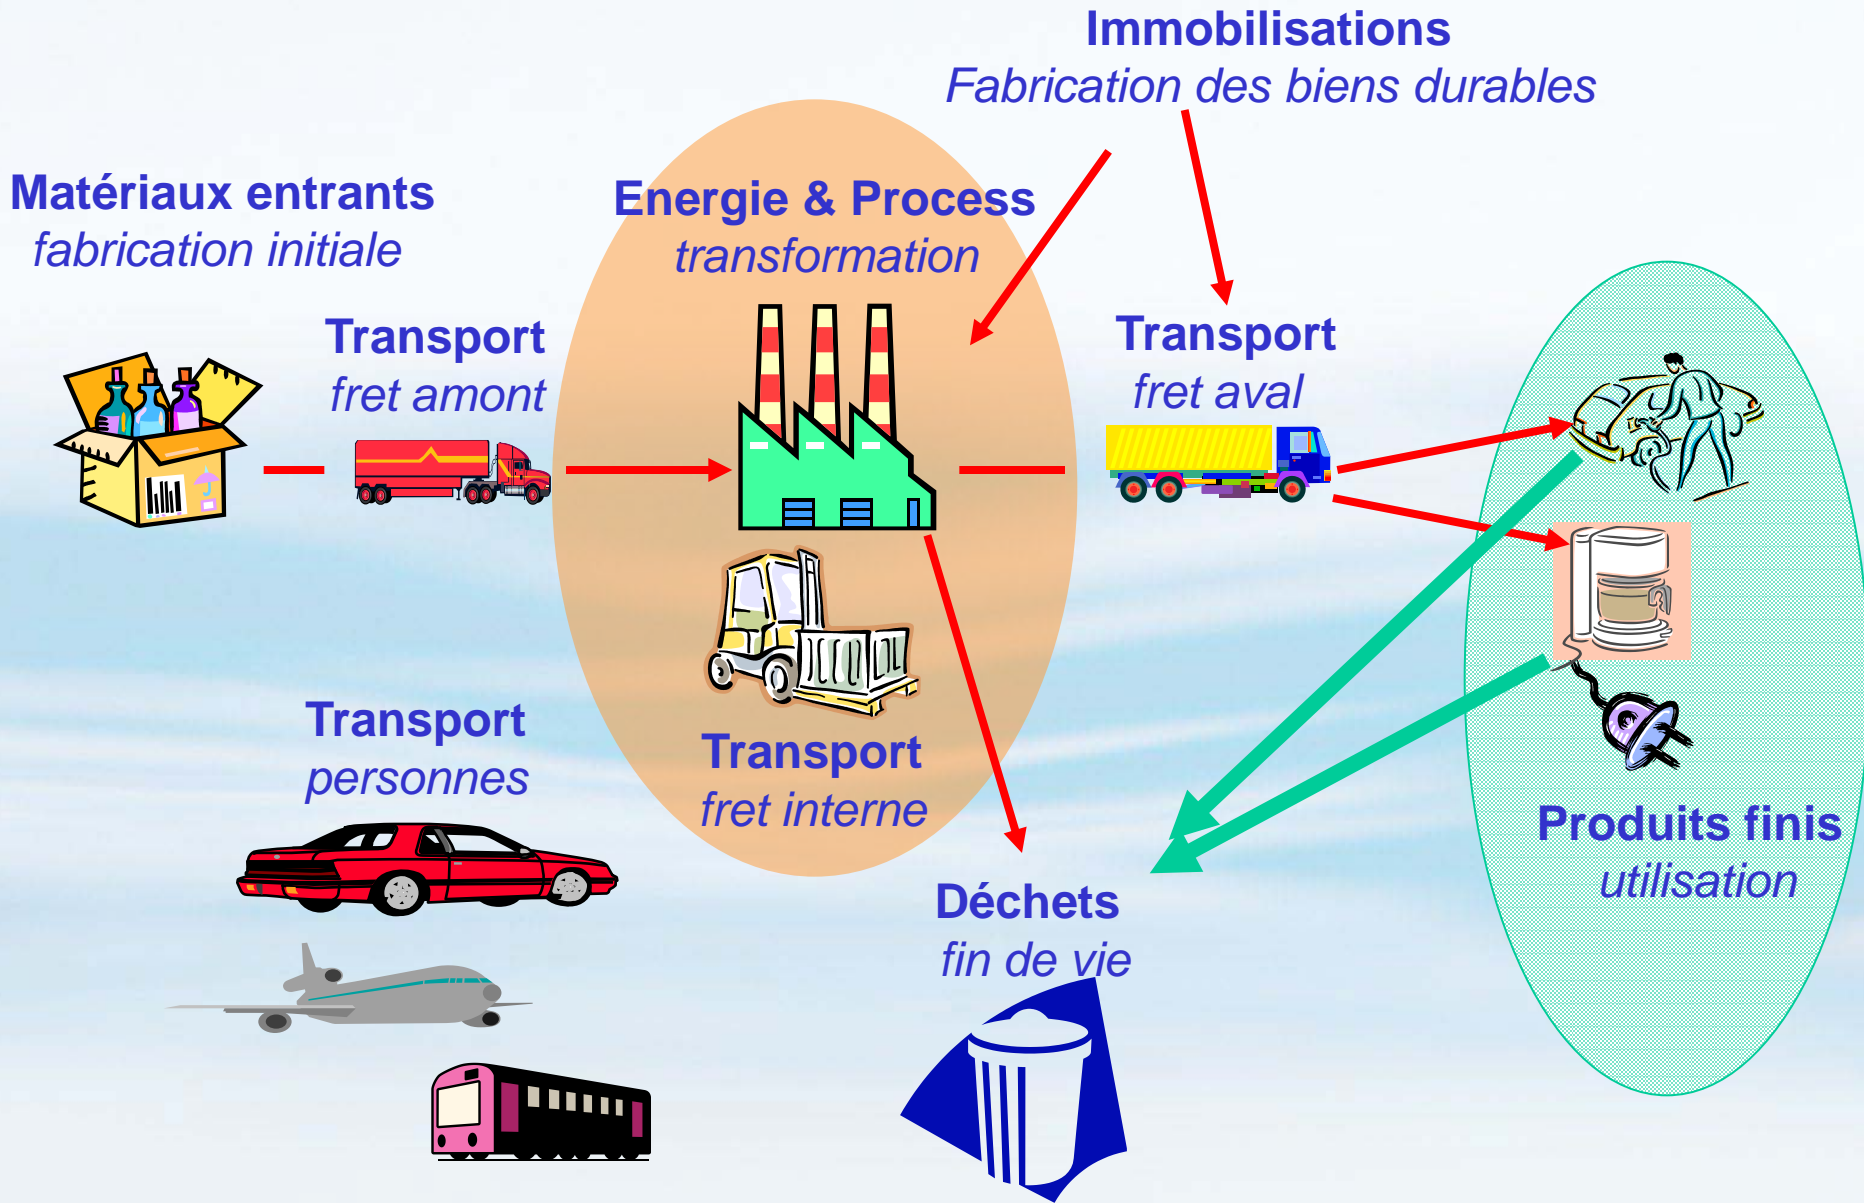 Immobilisations
Fabrication des biens durables
Matériaux entrants
fabrication initiale
Energie & Process
transformation
Transport
fret amont
Transport
fret aval
Transport
personnes
Transport
fret interne
Produits finis
utilisation
Déchets
fin de vie